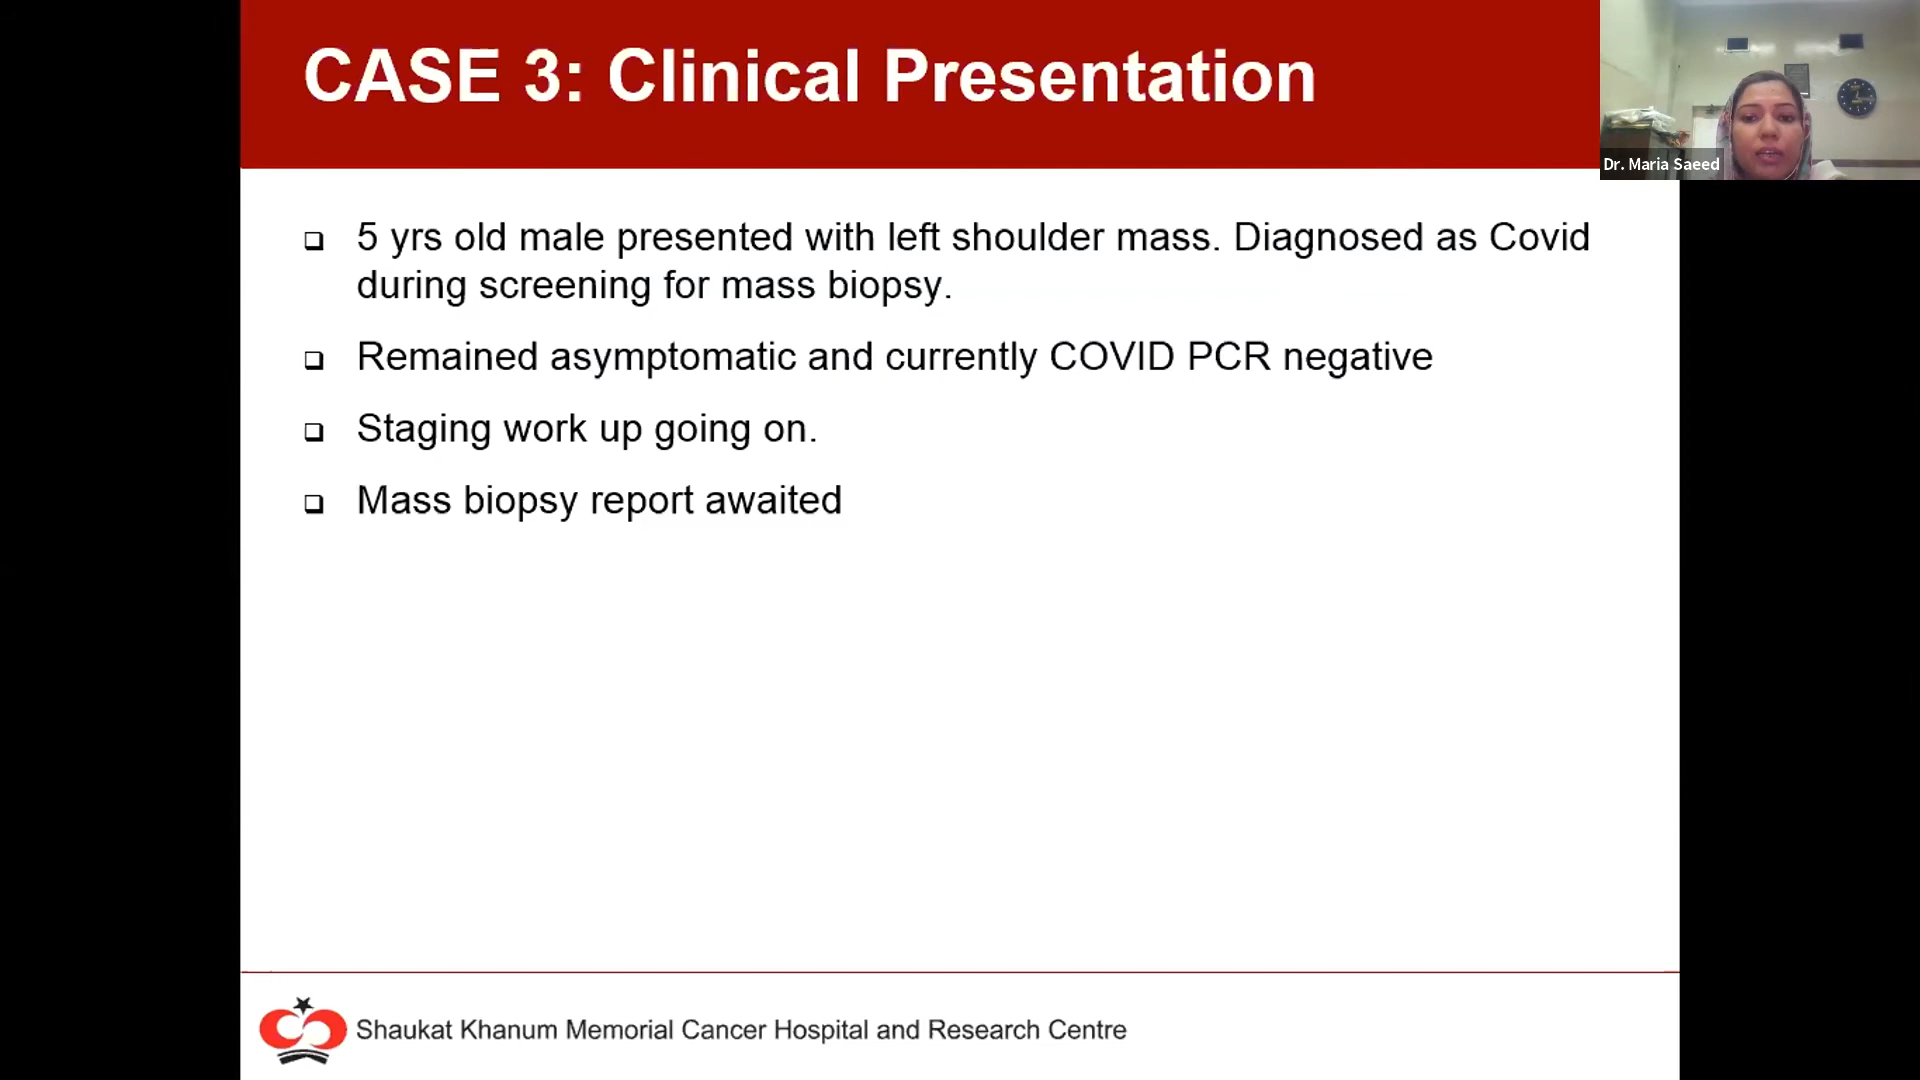 CASE 3: Clinical Presentation
Dr. Maria Saeed
5 yrs old male presented with left shoulder mass. Diagnosed as Covid
during screening for mass biopsy.
Remained asymptomatic and currently COVID PCR negative
Staging work up going on.
Mass biopsy report awaited
Shaukat Khanum Memorial Cancer Hospital and Research Centre